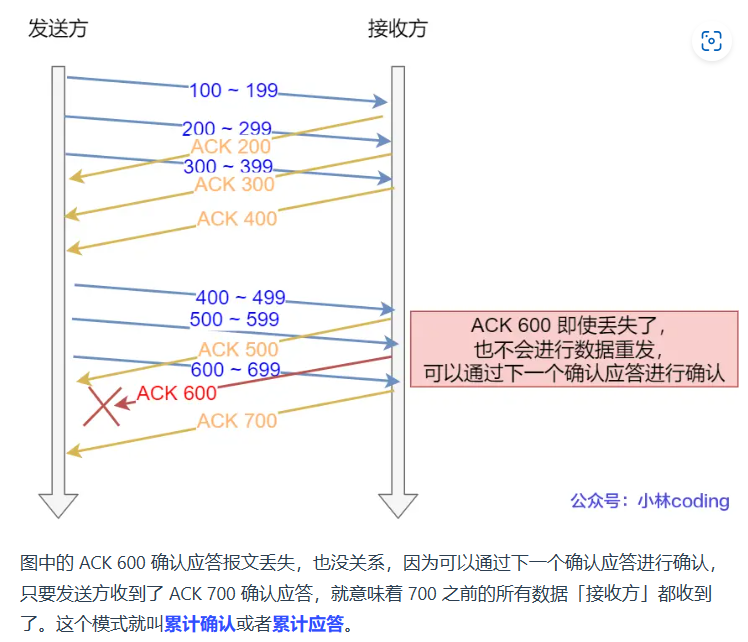 发送方
接收方
100 ~ 199
200 ~ 299
ACK 200
300 ~ 399
ACK 300
ACK 400
400 ~ 499
500 ~ 599
ACK 500
600 ~ 699
ACK 600
ACK 700
ACK 600 即使丢失了，
也不会进行数据重发，
可以通过下一个确认应答进行确认
公众号：小林coding
图中的 ACK 600 确认应答报文丢失，也没关系，因为可以通过下一个确认应答进行确认，
只要发送方收到了 ACK 700 确认应答，就意味着 700 之前的所有数据「接收方」都收到
了。这个模式就叫累计确认或者累计应答。